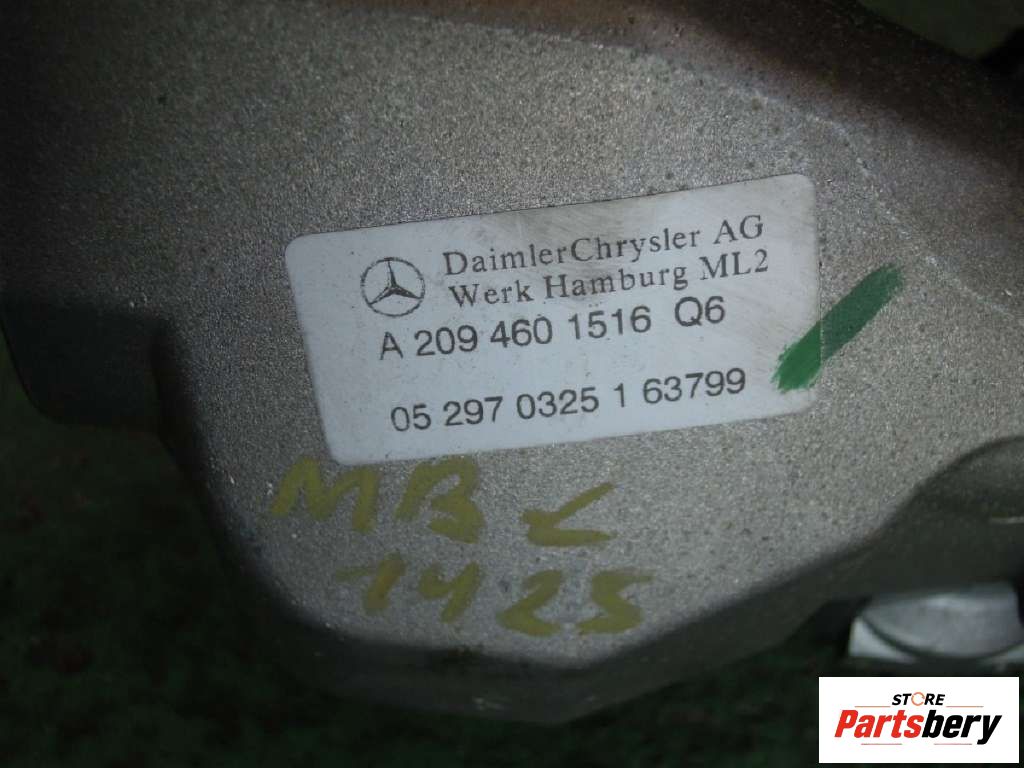 DaimlerChrysler AG
Werk Hamburg ML2
A 209 460 1516 Q6
05 297 0325 1 63799
MB C
1425
STORE
Partsbery